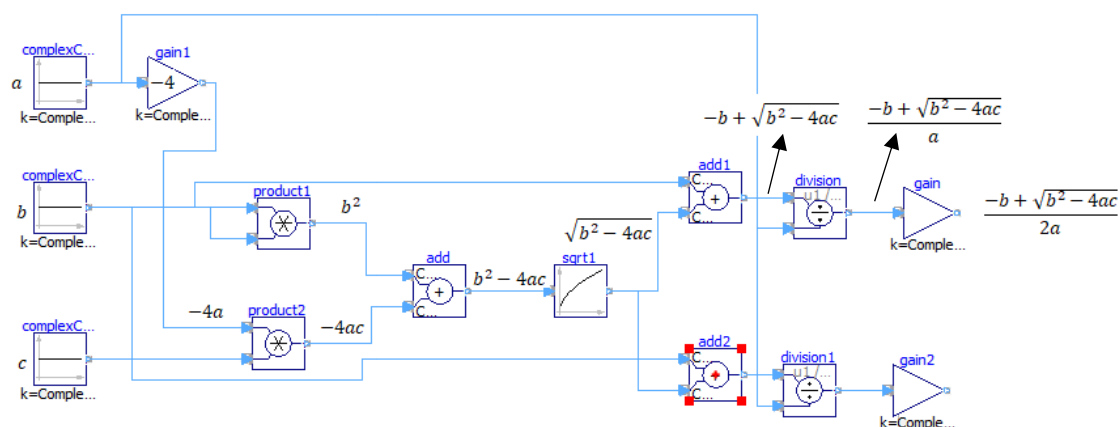 complexC...
gain1
a
−4
k=Comple...
k=Comple...
−b + √(b² − 4ac)
(−b + √(b² − 4ac))/a
complexC...
b
k=Comple...
product1
b²
add1
C...
+
C...
division
u1/...
÷
gain
k=Comple...
(−b + √(b² − 4ac))/2a
√(b² − 4ac)
add
C...
+
C...
b² − 4ac
sqrt1
complexC...
c
k=Comple...
−4a
product2
−4ac
add2
C...
+
C...
division1
u1/...
÷
gain2
k=Comple...